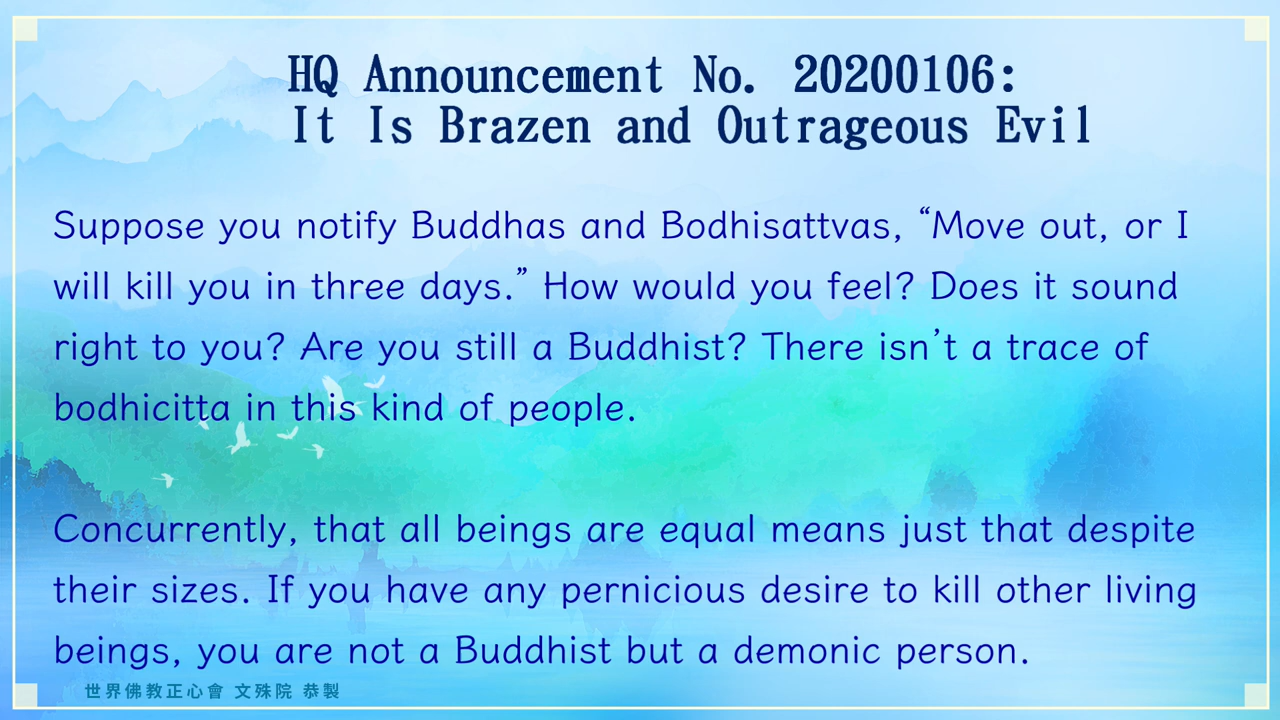 HQ Announcement No. 20200106:
It Is Brazen and Outrageous Evil
Suppose you notify Buddhas and Bodhisattvas, “Move out, or I
will kill you in three days.” How would you feel? Does it sound
right to you? Are you still a Buddhist? There isn’t a trace of
bodhicitta in this kind of people.
Concurrently, that all beings are equal means just that despite
their sizes. If you have any pernicious desire to kill other living
beings, you are not a Buddhist but a demonic person.
世界佛教正心會 文殊院 恭製